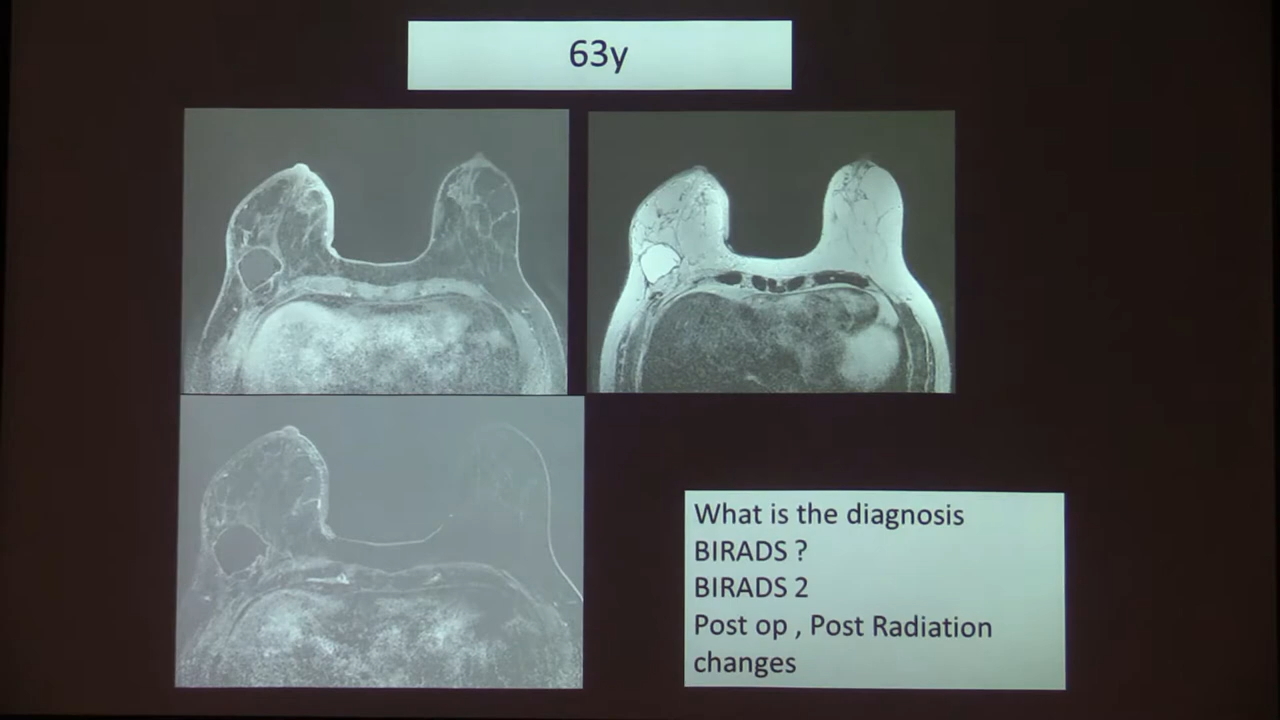 63y
What is the diagnosis
BIRADS ?
BIRADS 2
Post op , Post Radiation
changes